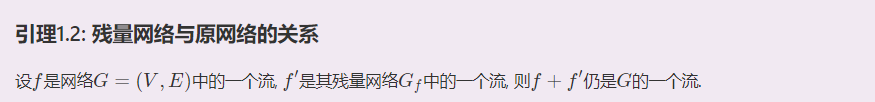 引理1.2: 残量网络与原网络的关系
设f是网络G = (V, E)中的一个流, f′是其残量网络G_f中的一个流, 则f + f′仍是G的一个流.